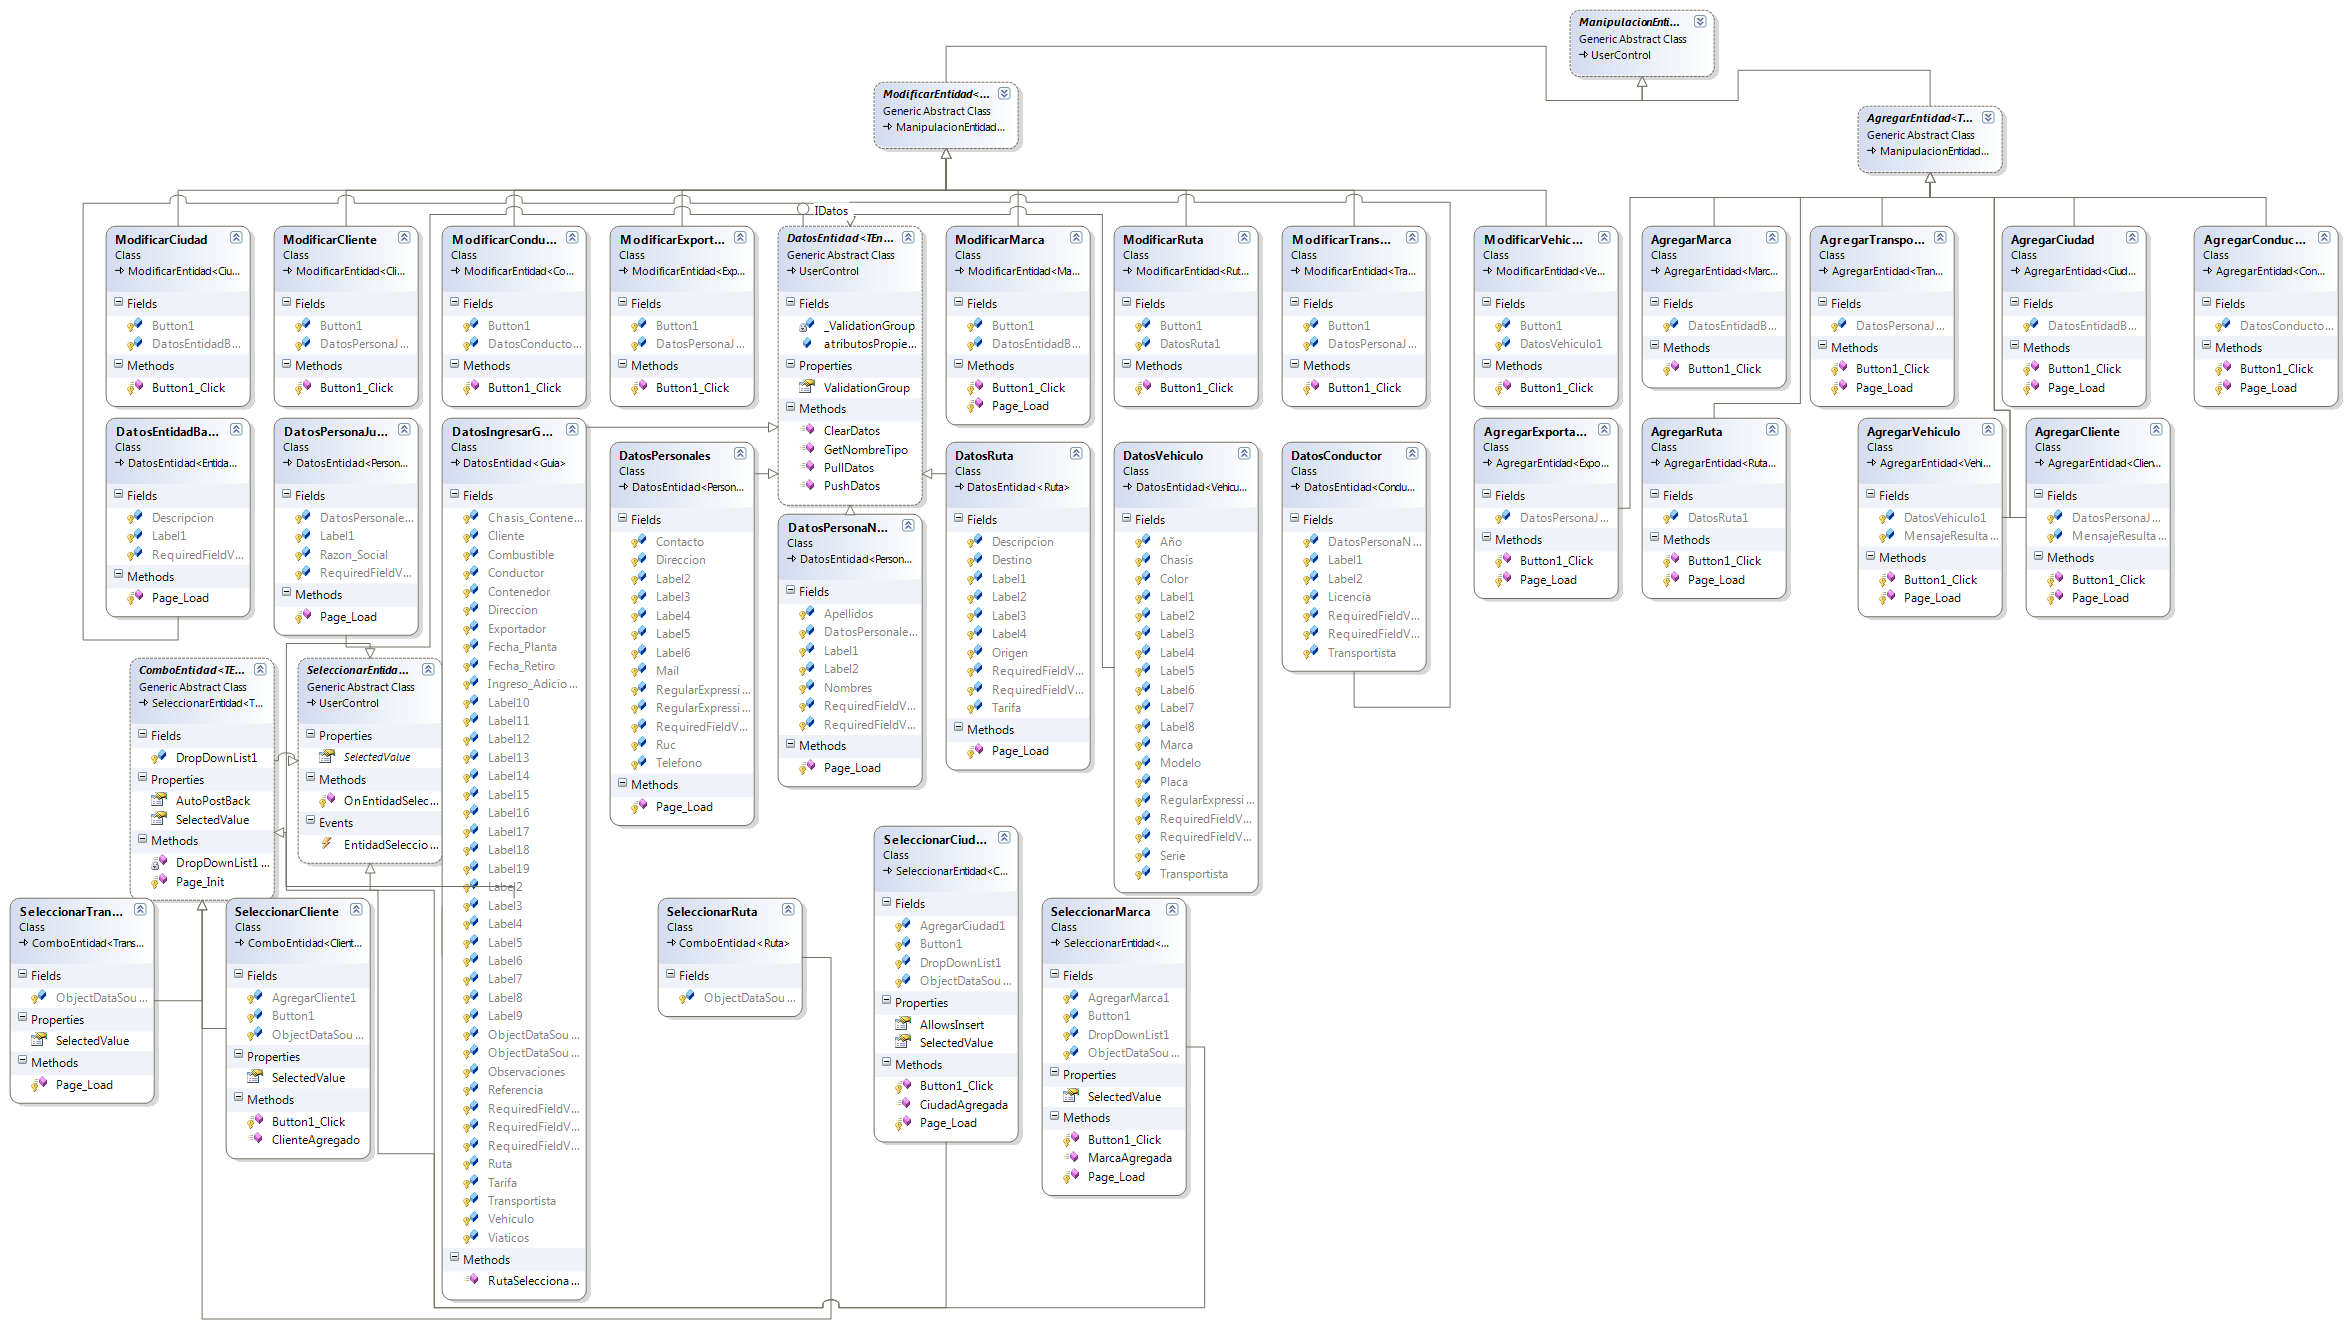 ManipulacionEnti...
Generic Abstract Class
UserControl
ModificarEntidad<...
Generic Abstract Class
ManipulacionEntidad...
AgregarEntidad<T...
Generic Abstract Class
ManipulacionEntidad...
IDatos
ModificarCiudad
Class
ModificarEntidad<Ciu...
Fields
Button1
DatosEntidadB...
Methods
Button1_Click
ModificarCliente
Class
ModificarEntidad<Cli...
Fields
Button1
DatosPersonaJ...
Methods
Button1_Click
ModificarCondu...
Class
ModificarEntidad<Co...
Fields
Button1
DatosConducto...
Methods
Button1_Click
ModificarExport...
Class
ModificarEntidad<Exp...
Fields
Button1
DatosPersonaJ...
Methods
Button1_Click
DatosEntidad<TEn...
Generic Abstract Class
UserControl
Fields
_ValidationGroup
atributosPropie...
Properties
ValidationGroup
Methods
ClearDatos
GetNombreTipo
PullDatos
PushDatos
ModificarMarca
Class
ModificarEntidad<Ma...
Fields
Button1
DatosEntidadB...
Methods
Button1_Click
Page_Load
ModificarRuta
Class
ModificarEntidad<Rut...
Fields
Button1
DatosRuta1
Methods
Button1_Click
ModificarTrans...
Class
ModificarEntidad<Tra...
Fields
Button1
DatosPersonaJ...
Methods
Button1_Click
ModificarVehic...
Class
ModificarEntidad<Ve...
Fields
Button1
DatosVehiculo1
Methods
Button1_Click
AgregarMarca
Class
AgregarEntidad<Marc...
Fields
DatosEntidadB...
Methods
Button1_Click
AgregarTranspo...
Class
AgregarEntidad<Tran...
Fields
DatosPersonaJ...
Methods
Button1_Click
Page_Load
AgregarCiudad
Class
AgregarEntidad<Ciud...
Fields
DatosEntidadB...
Methods
Button1_Click
Page_Load
AgregarConduc...
Class
AgregarEntidad<Con...
Fields
DatosConducto...
Methods
Button1_Click
Page_Load
DatosEntidadBa...
Class
DatosEntidad<Entida...
Fields
Descripcion
Label1
RequiredFieldV...
Methods
Page_Load
DatosPersonaJu...
Class
DatosEntidad<Person...
Fields
DatosPersonale...
Label1
Razon_Social
RequiredFieldV...
Methods
Page_Load
DatosIngresarG...
Class
DatosEntidad<Guia>
Fields
Chasis_Contene...
Cliente
Combustible
Conductor
Contenedor
Direccion
Exportador
Fecha_Planta
Fecha_Retiro
Ingreso_Adicio...
Label10
Label11
Label12
Label13
Label14
Label15
Label16
Label17
Label18
Label19
Label2
Label3
Label4
Label5
Label6
Label7
Label8
Label9
ObjectDataSou...
ObjectDataSou...
Observaciones
Referencia
RequiredFieldV...
RequiredFieldV...
RequiredFieldV...
Ruta
Tarifa
Transportista
Vehiculo
Viaticos
Methods
RutaSelecciona...
DatosPersonales
Class
DatosEntidad<Person...
Fields
Contacto
Direccion
Label2
Label3
Label4
Label5
Label6
Mail
RegularExpressi...
RegularExpressi...
RequiredFieldV...
Ruc
Telefono
Methods
Page_Load
DatosPersonaN...
Class
DatosEntidad<Person...
Fields
Apellidos
DatosPersonale...
Label1
Label2
Nombres
RequiredFieldV...
RequiredFieldV...
Methods
Page_Load
DatosRuta
Class
DatosEntidad<Ruta>
Fields
Descripcion
Destino
Label1
Label2
Label3
Label4
Origen
RequiredFieldV...
RequiredFieldV...
Tarifa
Methods
Page_Load
DatosVehiculo
Class
DatosEntidad<Vehicu...
Fields
Año
Chasis
Color
Label1
Label2
Label3
Label4
Label5
Label6
Label7
Label8
Marca
Modelo
Placa
RegularExpressi...
RequiredFieldV...
RequiredFieldV...
Serie
Transportista
DatosConductor
Class
DatosEntidad<Condu...
Fields
DatosPersonaN...
Label1
Label2
Licencia
RequiredFieldV...
RequiredFieldV...
Transportista
AgregarExporta...
Class
AgregarEntidad<Expo...
Fields
DatosPersonaJ...
Methods
Button1_Click
Page_Load
AgregarRuta
Class
AgregarEntidad<Ruta...
Fields
DatosRuta1
Methods
Button1_Click
Page_Load
AgregarVehiculo
Class
AgregarEntidad<Vehi...
Fields
DatosVehiculo1
MensajeResulta...
Methods
Button1_Click
Page_Load
AgregarCliente
Class
AgregarEntidad<Clien...
Fields
DatosPersonaJ...
MensajeResulta...
Methods
Button1_Click
Page_Load
ComboEntidad<TE...
Generic Abstract Class
SeleccionarEntidad<T...
Fields
DropDownList1
Properties
AutoPostBack
SelectedValue
Methods
DropDownList1...
Page_Init
SeleccionarEntida...
Generic Abstract Class
UserControl
Properties
SelectedValue
Methods
OnEntidadSelec...
Events
EntidadSeleccio...
SeleccionarTran...
Class
ComboEntidad<Trans...
Fields
ObjectDataSou...
Properties
SelectedValue
Methods
Page_Load
SeleccionarCliente
Class
ComboEntidad<Client...
Fields
AgregarCliente1
Button1
ObjectDataSou...
Properties
SelectedValue
Methods
Button1_Click
ClienteAgregado
SeleccionarRuta
Class
ComboEntidad<Ruta>
Fields
ObjectDataSou...
SeleccionarCiud...
Class
SeleccionarEntidad<C...
Fields
AgregarCiudad1
Button1
DropDownList1
ObjectDataSou...
Properties
AllowsInsert
SelectedValue
Methods
Button1_Click
CiudadAgregada
Page_Load
SeleccionarMarca
Class
SeleccionarEntidad<...
Fields
AgregarMarca1
Button1
DropDownList1
ObjectDataSou...
Properties
SelectedValue
Methods
Button1_Click
MarcaAgregada
Page_Load